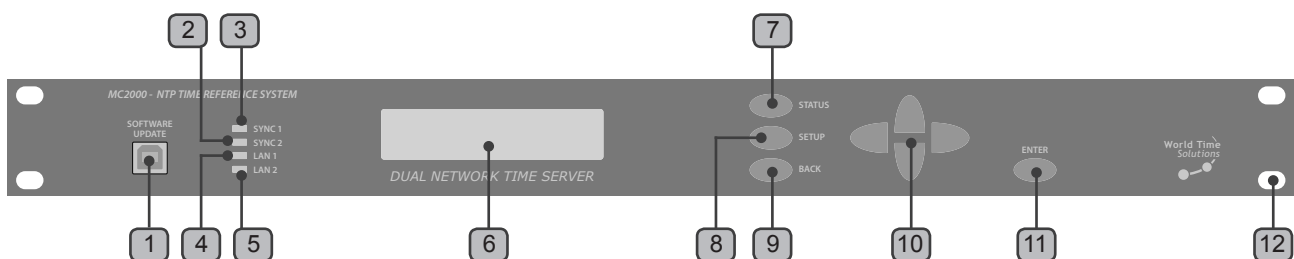 2
3
7
MC2000 - NTP TIME REFERENCE SYSTEM
SOFTWARE
UPDATE
SYNC 1
SYNC 2
LAN 1
LAN 2
DUAL NETWORK TIME SERVER
STATUS
SETUP
BACK
ENTER
World Time
Solutions
1
4
5
6
8
9
10
11
12